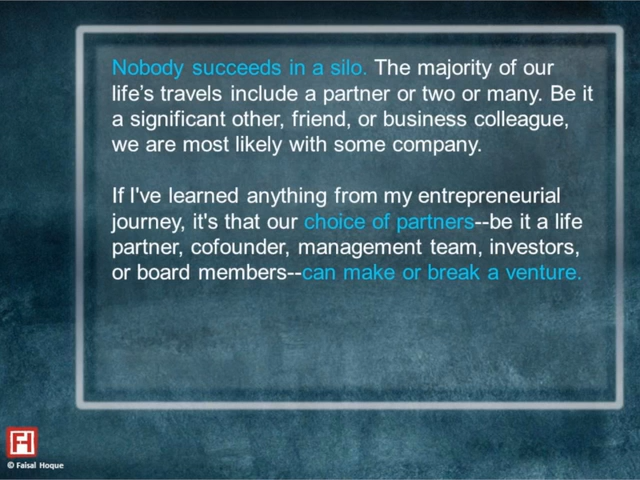 Nobody succeeds in a silo. The majority of our
life’s travels include a partner or two or many. Be it
a significant other, friend, or business colleague,
we are most likely with some company.
If I've learned anything from my entrepreneurial
journey, it's that our choice of partners--be it a life
partner, cofounder, management team, investors,
or board members--can make or break a venture.
FH
© Faisal Hoque